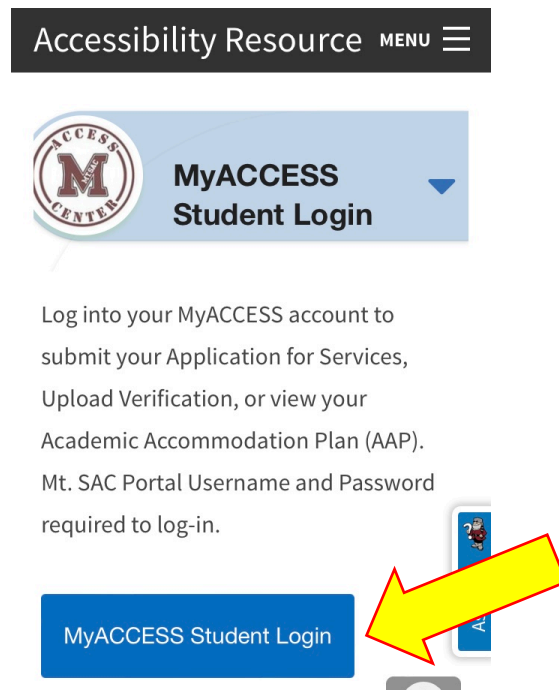 Accessibility Resource MENU
ACCESS
M
CENTER
MyACCESS
Student Login
Log into your MyACCESS account to
submit your Application for Services,
Upload Verification, or view your
Academic Accommodation Plan (AAP).
Mt. SAC Portal Username and Password
required to log-in.
?
MyACCESS Student Login